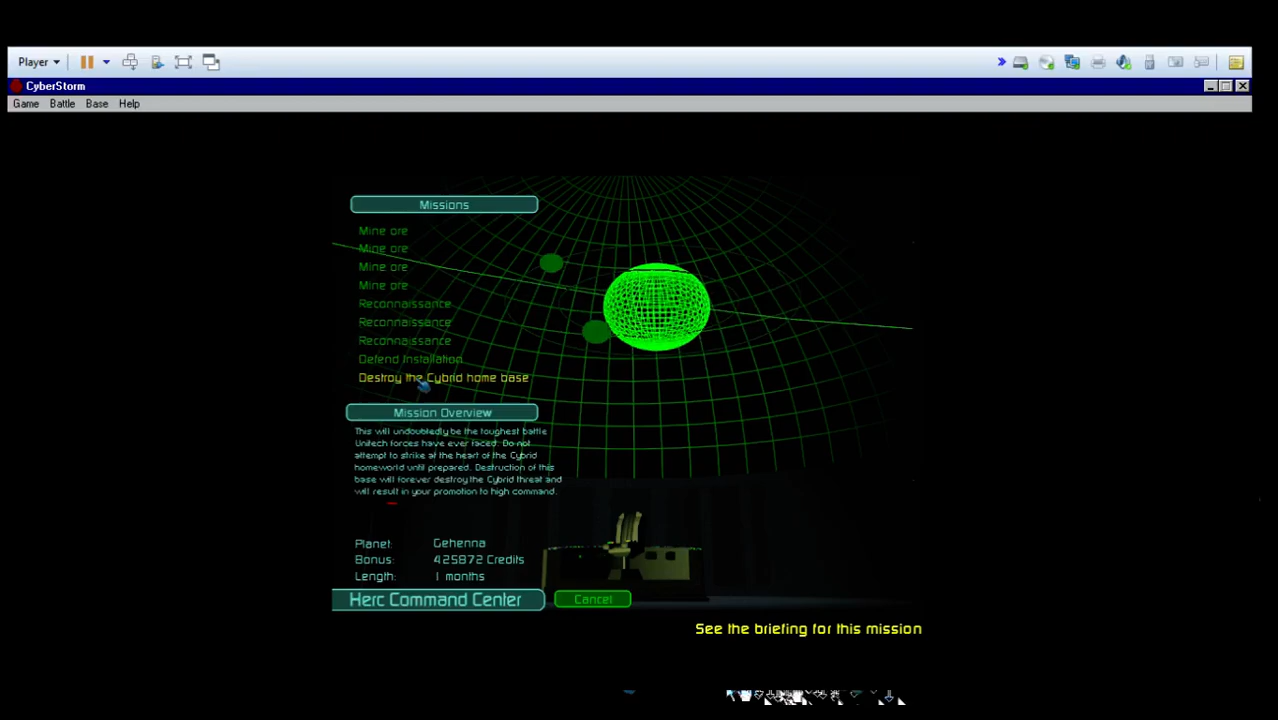 Player
CyberStorm
Game Battle Base Help
Missions
Mine ore
Mine ore
Mine ore
Mine ore
Reconnaissance
Reconnaissance
Reconnaissance
Defend Installation
Destroy the Cybrid home base
Mission Overview
This will undoubtedly be the toughest battle
Unitech forces have ever faced. Do not
attempt to strike at the heart of the Cybrid
homeworld until prepared. Destruction of this
base will forever destroy the Cybrid threat and
will result in your promotion to high command.
Planet: Gehenna
Bonus: 425872 Credits
Length: 1 months
Herc Command Center
Cancel
See the briefing for this mission